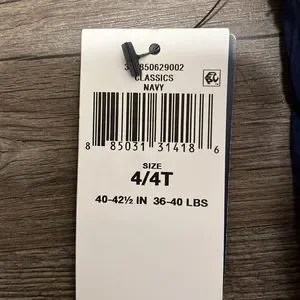 850629002
CLASSICS
NAVY
8 85031 31418 6
SIZE
4/4T
40-42½ IN 36-40 LBS